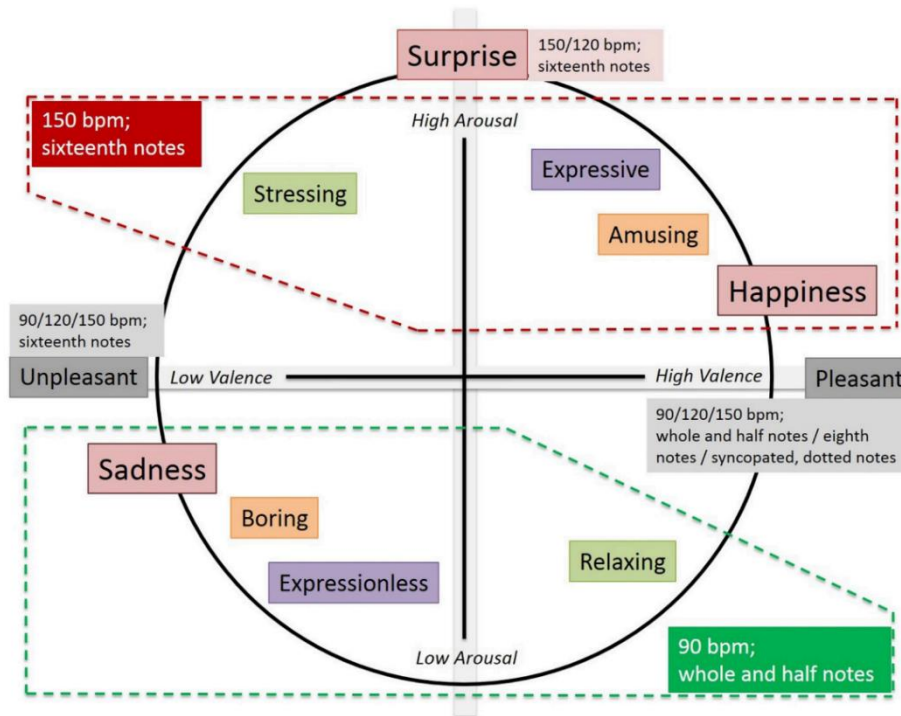 Surprise
150/120 bpm;
sixteenth notes
150 bpm;
sixteenth notes
High Arousal
Expressive
Stressing
Amusing
Happiness
90/120/150 bpm;
sixteenth notes
Unpleasant
Low Valence
High Valence
Pleasant
90/120/150 bpm;
whole and half notes / eighth
notes / syncopated, dotted notes
Sadness
Boring
Relaxing
Expressionless
Low Arousal
90 bpm;
whole and half notes